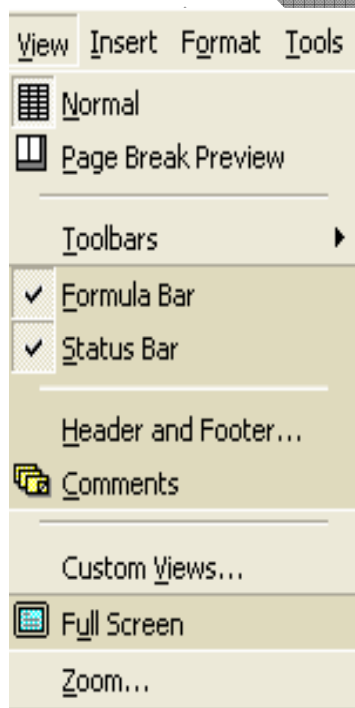 View Insert Format Tools
Normal
Page Break Preview
Toolbars
Formula Bar
Status Bar
Header and Footer...
Comments
Custom Views...
Full Screen
Zoom...